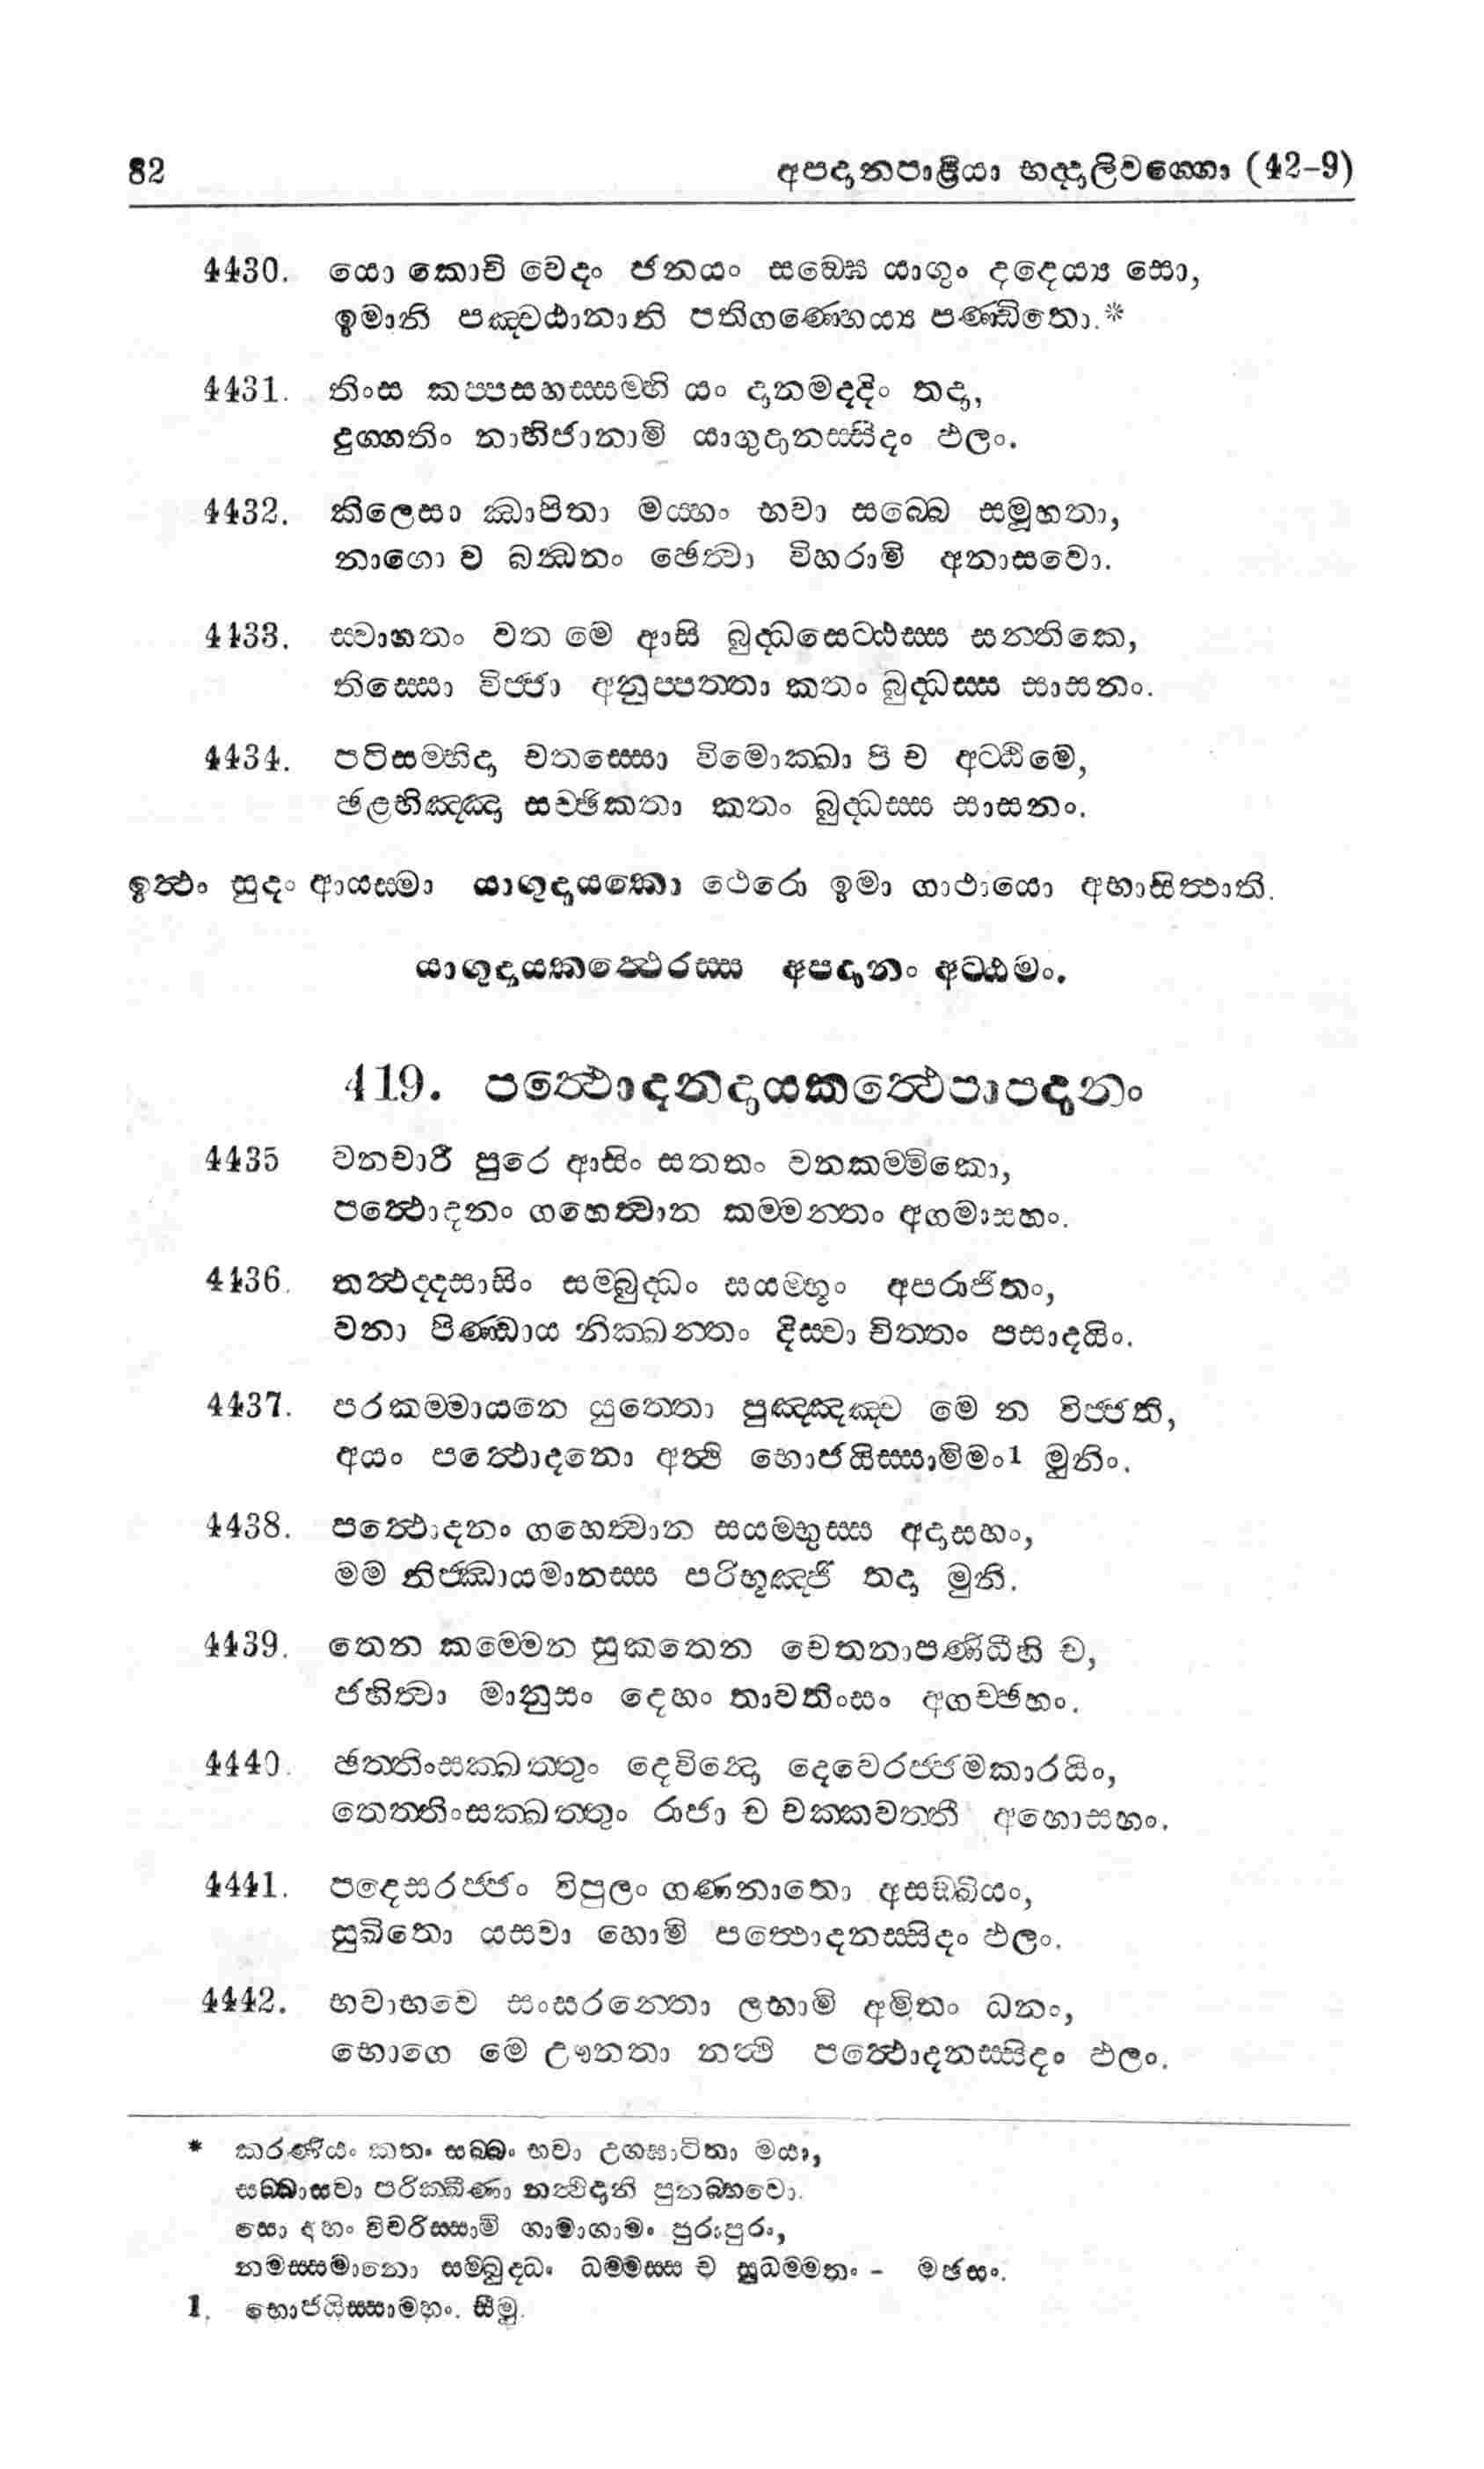 82 අපදානපාළියා භද්දාලිවග්ගො (42-9)
4430. යො කොචි වෙදං ජනයං සඞ්ඝෙ යාගුං දදෙය්‍ය සො,
ඉමානි පඤ්චඨානානි පතිගණ්හෙය්‍ය පණ්ඩිතො.*
4431. තිංස කප්පසහස්සම්හි යං දානමදදිං තදා,
දුග්ගතිං නාභිජානාමි යාගුදානස්සිදං ඵලං.
4432. කිලෙසා ඣාපිතා මය්හං භවා සබ්බෙ සමූහතා,
නාගො ව බන්ධනං ඡෙත්වා විහරාමි අනාසවො.
4433. ස්වාගතං වත මෙ ආසි බුද්ධසෙට්ඨස්ස සන්තිකෙ,
තිස්සො විජ්ජා අනුප්පත්තා කතං බුද්ධස්ස සාසනං.
4434. පටිසම්භිදා චතස්සො විමොක්ඛා පි ච අට්ඨිමෙ,
ඡළභිඤ්ඤා සච්ඡිකතා කතං බුද්ධස්ස සාසනං.
ඉත්ථං සුදං ආයස්මා යාගුදායකො ථෙරො ඉමා ගාථායො අභාසිත්ථාති.
යාගුදායකත්ථෙරස්ස අපදානං අට්ඨමං.
419. පත්ථොදනදායකත්ථෙරාපදානං
4435 වනචාරී පුරෙ ආසිං සතතං වනකම්මිකො,
පත්ථොදනං ගහෙත්වාන කම්මන්තං අගමාසහං.
4436. තත්ථද්දසාසිං සම්බුද්ධං සයම්භුං අපරාජිතං,
වනා පිණ්ඩාය නික්ඛන්තං දිස්වා චිත්තං පසාදයිං.
4437. පරකම්මායනෙ යුත්තො පුඤ්ඤඤ්ච මෙ න විජ්ජති,
අයං පත්ථොදනො අත්ථි භොජයිස්සාමිමං1 මුනිං.
4438. පත්ථොදනං ගහෙත්වාන සයම්භුස්ස අදාසහං,
මම නිජ්ඣායමානස්ස පරිභූඤ්ජි තදා මුනි.
4439. තෙන කම්මෙන සුකතෙන චෙතනාපණිධීහි ච,
ජහිත්වා මානුසං දෙහං තාවතිංසං අගච්ඡහං.
4440. ඡත්තිංසක්ඛත්තුං දෙවින්දො දෙවෙරජ්ජමකාරයිං,
තෙත්තිංසක්ඛත්තුං රාජා ච චක්කවත්තී අහොසහං.
4441. පදෙසරජ්ජං විපුලං ගණනාතො අසඞ්ඛියං,
සුඛිතො යසවා හොමි පත්ථොදනස්සිදං ඵලං.
4442. භවාභවෙ සංසරන්තො ලභාමි අමිතං ධනං,
භොගෙ මෙ ඌනතා නත්ථි පත්ථොදනස්සිදං ඵලං.
* කරණීයං කතං සබ්බං භවා උග්ඝාටිතා මයා,
සබ්බාසවා පරික්ඛීණා නත්ථිදානි පුනබ්භවො.
සො අහං විචරිස්සාමි ගාමාගාමං පුරාපුරං,
නමස්සමානො සම්බුද්ධං ධම්මස්ස ච සුධම්මතං - මඡසං.
1. භොජයිස්සාමහං. සීමු.